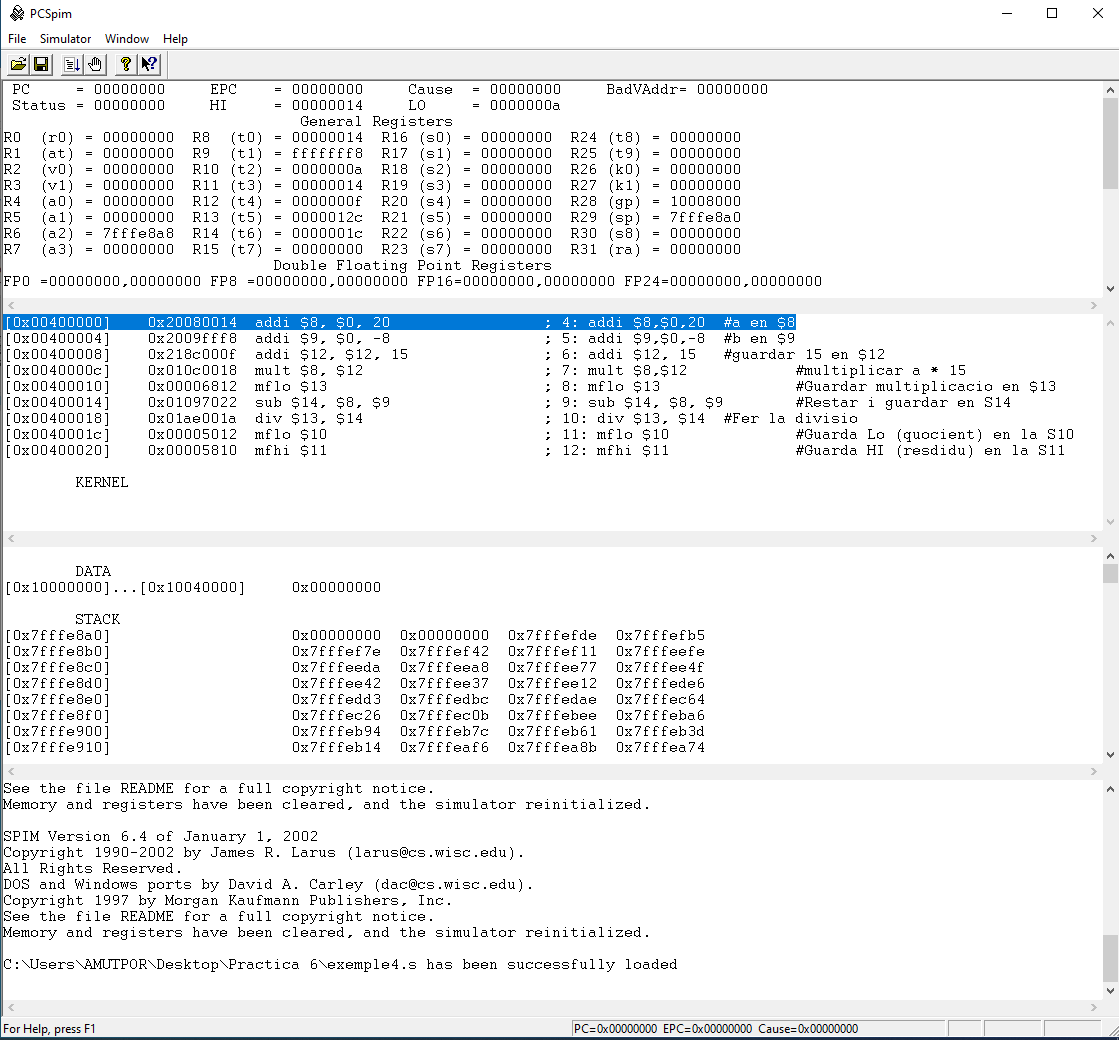 PCSpim
File Simulator Window Help
PC = 00000000 EPC = 00000000 Cause = 00000000 BadVAddr= 00000000
Status = 00000000 HI = 00000014 LO = 0000000a
General Registers
R0 (r0) = 00000000 R8 (t0) = 00000014 R16 (s0) = 00000000 R24 (t8) = 00000000
R1 (at) = 00000000 R9 (t1) = fffffff8 R17 (s1) = 00000000 R25 (t9) = 00000000
R2 (v0) = 00000000 R10 (t2) = 0000000a R18 (s2) = 00000000 R26 (k0) = 00000000
R3 (v1) = 00000000 R11 (t3) = 00000014 R19 (s3) = 00000000 R27 (k1) = 00000000
R4 (a0) = 00000000 R12 (t4) = 0000000f R20 (s4) = 00000000 R28 (gp) = 10008000
R5 (a1) = 00000000 R13 (t5) = 0000012c R21 (s5) = 00000000 R29 (sp) = 7fffe8a0
R6 (a2) = 7fffe8a8 R14 (t6) = 0000001c R22 (s6) = 00000000 R30 (s8) = 00000000
R7 (a3) = 00000000 R15 (t7) = 00000000 R23 (s7) = 00000000 R31 (ra) = 00000000
Double Floating Point Registers
FP0 =00000000,00000000 FP8 =00000000,00000000 FP16=00000000,00000000 FP24=00000000,00000000
[0x00400000] 0x20080014 addi $8, $0, 20 ; 4: addi $8,$0,20 #a en $8
[0x00400004] 0x2009fff8 addi $9, $0, -8 ; 5: addi $9,$0,-8 #b en $9
[0x00400008] 0x218c000f addi $12, $12, 15 ; 6: addi $12, 15 #guardar 15 en $12
[0x0040000c] 0x010c0018 mult $8, $12 ; 7: mult $8,$12 #multiplicar a * 15
[0x00400010] 0x00006812 mflo $13 ; 8: mflo $13 #Guardar multiplicacio en $13
[0x00400014] 0x01097022 sub $14, $8, $9 ; 9: sub $14, $8, $9 #Restar i guardar en S14
[0x00400018] 0x01ae001a div $13, $14 ; 10: div $13, $14 #Fer la divisio
[0x0040001c] 0x00005012 mflo $10 ; 11: mflo $10 #Guarda Lo (quocient) en la S10
[0x00400020] 0x00005810 mfhi $11 ; 12: mfhi $11 #Guarda HI (resdidu) en la S11
KERNEL
DATA
[0x10000000]...[0x10040000] 0x00000000
STACK
[0x7fffe8a0] 0x00000000 0x00000000 0x7fffefde 0x7fffefb5
[0x7fffe8b0] 0x7fffef7e 0x7fffef42 0x7fffef11 0x7fffeefe
[0x7fffe8c0] 0x7fffeeda 0x7fffeea8 0x7fffee77 0x7fffee4f
[0x7fffe8d0] 0x7fffee42 0x7fffee37 0x7fffee12 0x7fffede6
[0x7fffe8e0] 0x7fffedd3 0x7fffedbc 0x7fffedae 0x7fffec64
[0x7fffe8f0] 0x7fffec26 0x7fffec0b 0x7fffebee 0x7fffeba6
[0x7fffe900] 0x7fffeb94 0x7fffeb7c 0x7fffeb61 0x7fffeb3d
[0x7fffe910] 0x7fffeb14 0x7fffeaf6 0x7fffea8b 0x7fffea74
See the file README for a full copyright notice.
Memory and registers have been cleared, and the simulator reinitialized.
SPIM Version 6.4 of January 1, 2002
Copyright 1990-2002 by James R. Larus (larus@cs.wisc.edu).
All Rights Reserved.
DOS and Windows ports by David A. Carley (dac@cs.wisc.edu).
Copyright 1997 by Morgan Kaufmann Publishers, Inc.
See the file README for a full copyright notice.
Memory and registers have been cleared, and the simulator reinitialized.
C:\Users\AMUTPOR\Desktop\Practica 6\exemple4.s has been successfully loaded
For Help, press F1 PC=0x00000000 EPC=0x00000000 Cause=0x00000000